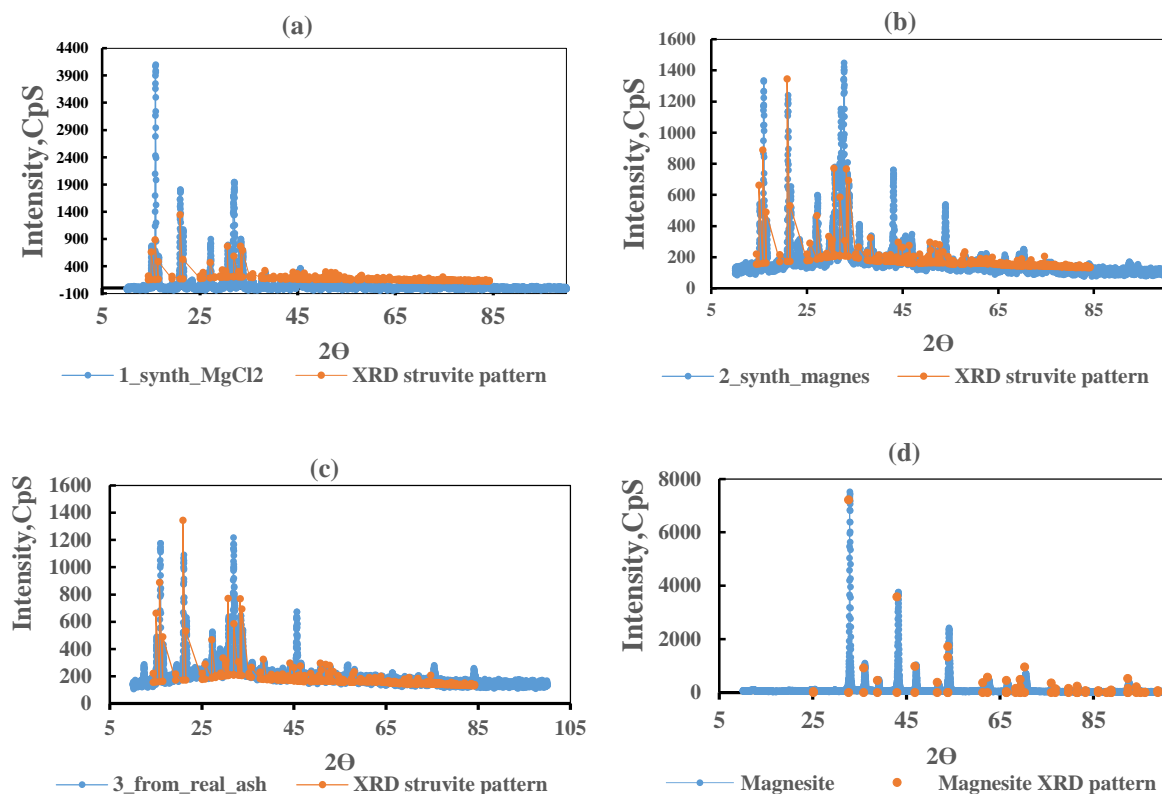 (a)
Intensity,CpS
4400
3900
3400
2900
2400
1900
1400
900
400
-100
5
25
45
65
85
2Ɵ
1_synth_MgCl2
XRD struvite pattern
(b)
Intensity,CpS
1600
1400
1200
1000
800
600
400
200
0
5
25
45
65
85
2Ɵ
2_synth_magnes
XRD struvite pattern
(c)
Intensity,CpS
1600
1400
1200
1000
800
600
400
200
0
5
25
45
65
85
105
2Ɵ
3_from_real_ash
XRD struvite pattern
(d)
Intensity,CpS
8000
6000
4000
2000
0
5
25
45
65
85
2Ɵ
Magnesite
Magnesite XRD pattern